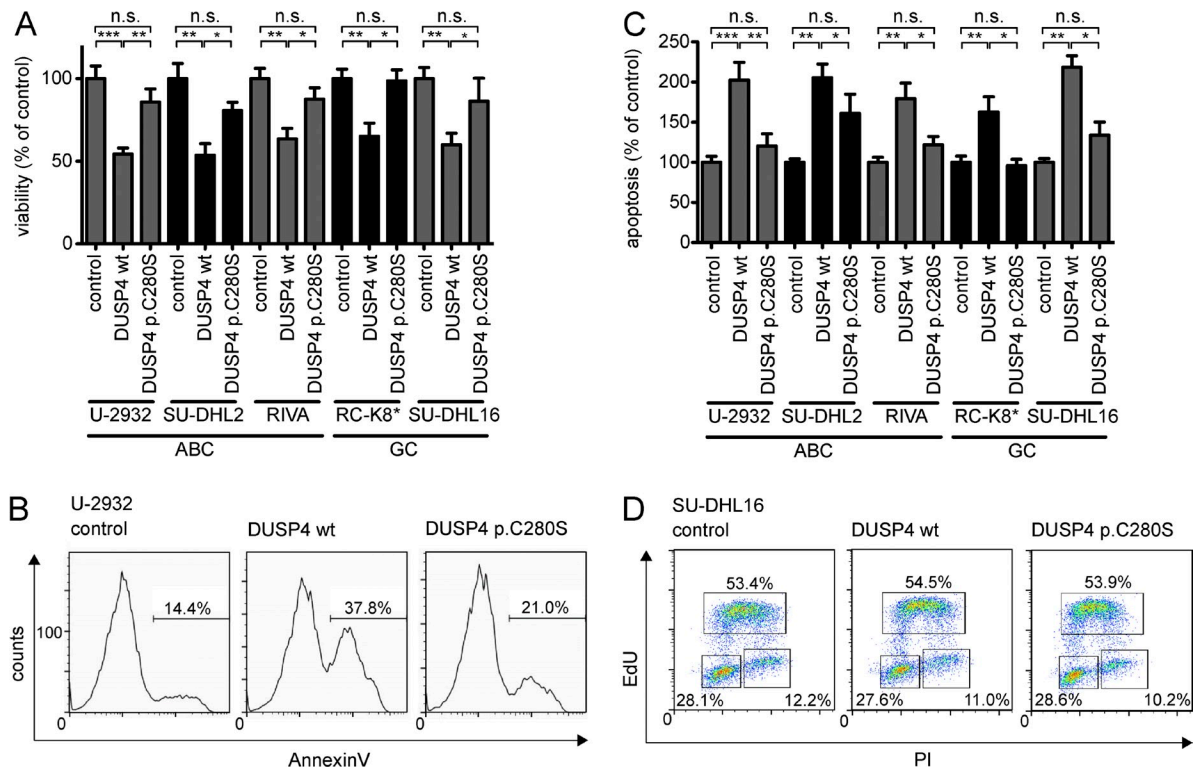 A
n.s. n.s. n.s. n.s. n.s.
*** ** ** * ** * ** * ** *
viability (% of control)
100
50
0
control
DUSP4 wt
DUSP4 p.C280S
control
DUSP4 wt
DUSP4 p.C280S
control
DUSP4 wt
DUSP4 p.C280S
control
DUSP4 wt
DUSP4 p.C280S
control
DUSP4 wt
DUSP4 p.C280S
U-2932 SU-DHL2 RIVA RC-K8* SU-DHL16
ABC GC
C
n.s. n.s. n.s. n.s. n.s.
*** ** ** * ** * ** * ** *
apoptosis (% of control)
250
200
150
100
50
0
control
DUSP4 wt
DUSP4 p.C280S
control
DUSP4 wt
DUSP4 p.C280S
control
DUSP4 wt
DUSP4 p.C280S
control
DUSP4 wt
DUSP4 p.C280S
control
DUSP4 wt
DUSP4 p.C280S
U-2932 SU-DHL2 RIVA RC-K8* SU-DHL16
ABC GC
B
U-2932
control DUSP4 wt DUSP4 p.C280S
14.4% 37.8% 21.0%
counts
100
0 0 0
AnnexinV
D
SU-DHL16
control DUSP4 wt DUSP4 p.C280S
53.4% 54.5% 53.9%
EdU
28.1% 12.2% 27.6% 11.0% 28.6% 10.2%
0 0 0
PI